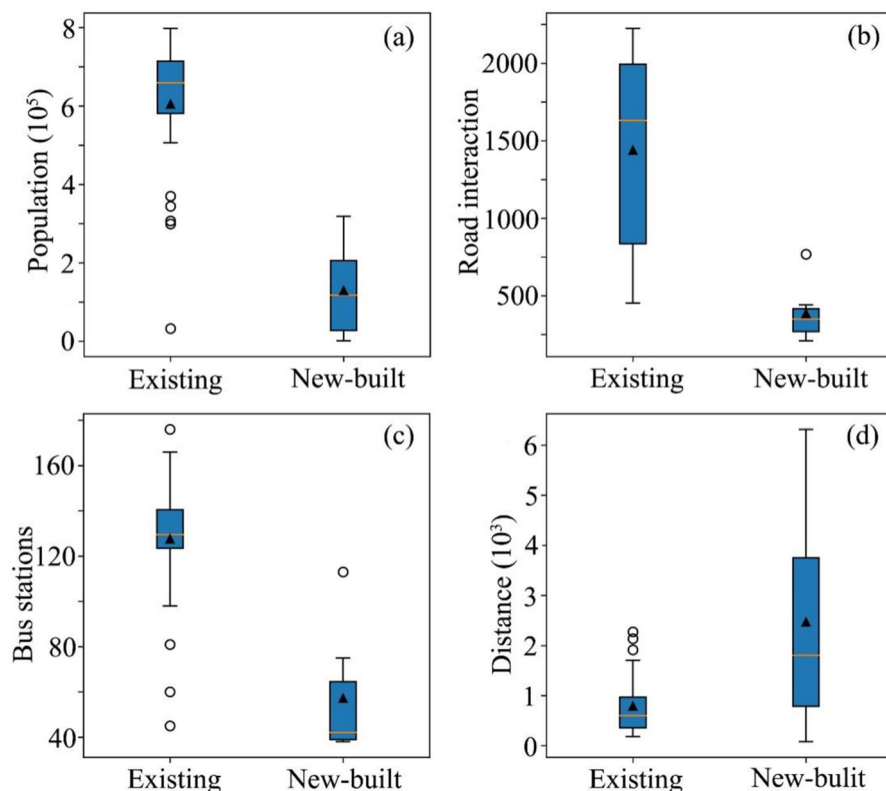 (a)
Population (10⁵)
8
6
4
2
0
Existing New-built
(b)
Road interaction
2000
1500
1000
500
Existing New-built
(c)
Bus stations
160
120
80
40
Existing New-built
(d)
Distance (10³)
6
5
4
3
2
1
0
Existing New-bulit